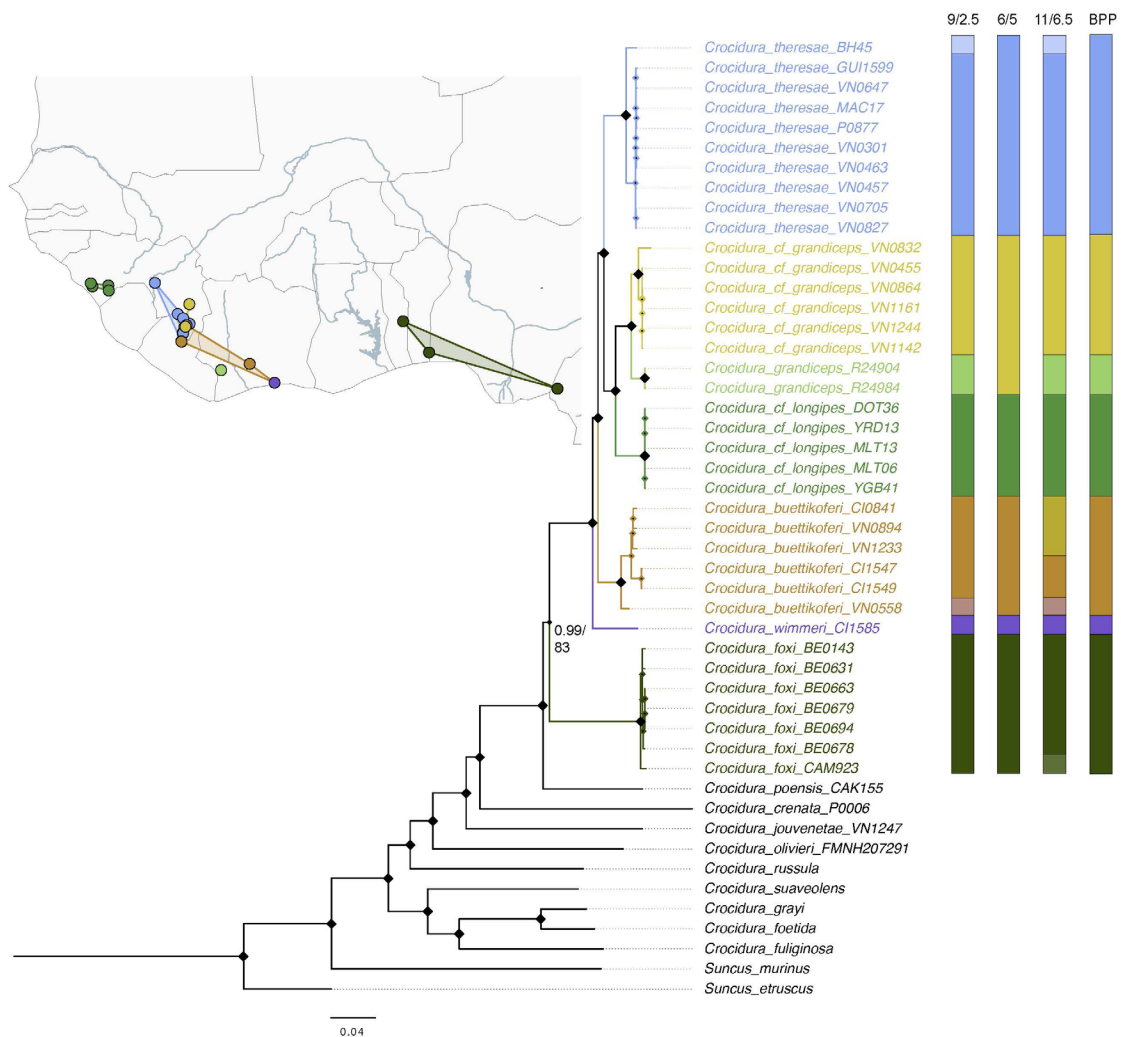 9/2.5 6/5 11/6.5 BPP
Crocidura_theresae_BH45
Crocidura_theresae_GUI1599
Crocidura_theresae_VN0647
Crocidura_theresae_MAC17
Crocidura_theresae_P0877
Crocidura_theresae_VN0301
Crocidura_theresae_VN0463
Crocidura_theresae_VN0457
Crocidura_theresae_VN0705
Crocidura_theresae_VN0827
Crocidura_cf_grandiceps_VN0832
Crocidura_cf_grandiceps_VN0455
Crocidura_cf_grandiceps_VN0864
Crocidura_cf_grandiceps_VN1161
Crocidura_cf_grandiceps_VN1244
Crocidura_cf_grandiceps_VN1142
Crocidura_grandiceps_R24904
Crocidura_grandiceps_R24984
Crocidura_cf_longipes_DOT36
Crocidura_cf_longipes_YRD13
Crocidura_cf_longipes_MLT13
Crocidura_cf_longipes_MLT06
Crocidura_cf_longipes_YGB41
Crocidura_buettikoferi_CI0841
Crocidura_buettikoferi_VN0894
Crocidura_buettikoferi_VN1233
Crocidura_buettikoferi_CI1547
Crocidura_buettikoferi_CI1549
Crocidura_buettikoferi_VN0558
Crocidura_wimmeri_CI1585
0.99/
83
Crocidura_foxi_BE0143
Crocidura_foxi_BE0631
Crocidura_foxi_BE0663
Crocidura_foxi_BE0679
Crocidura_foxi_BE0694
Crocidura_foxi_BE0678
Crocidura_foxi_CAM923
Crocidura_poensis_CAK155
Crocidura_crenata_P0006
Crocidura_jouvenetae_VN1247
Crocidura_olivieri_FMNH207291
Crocidura_russula
Crocidura_suaveolens
Crocidura_grayi
Crocidura_foetida
Crocidura_fuliginosa
Suncus_murinus
Suncus_etruscus
0.04